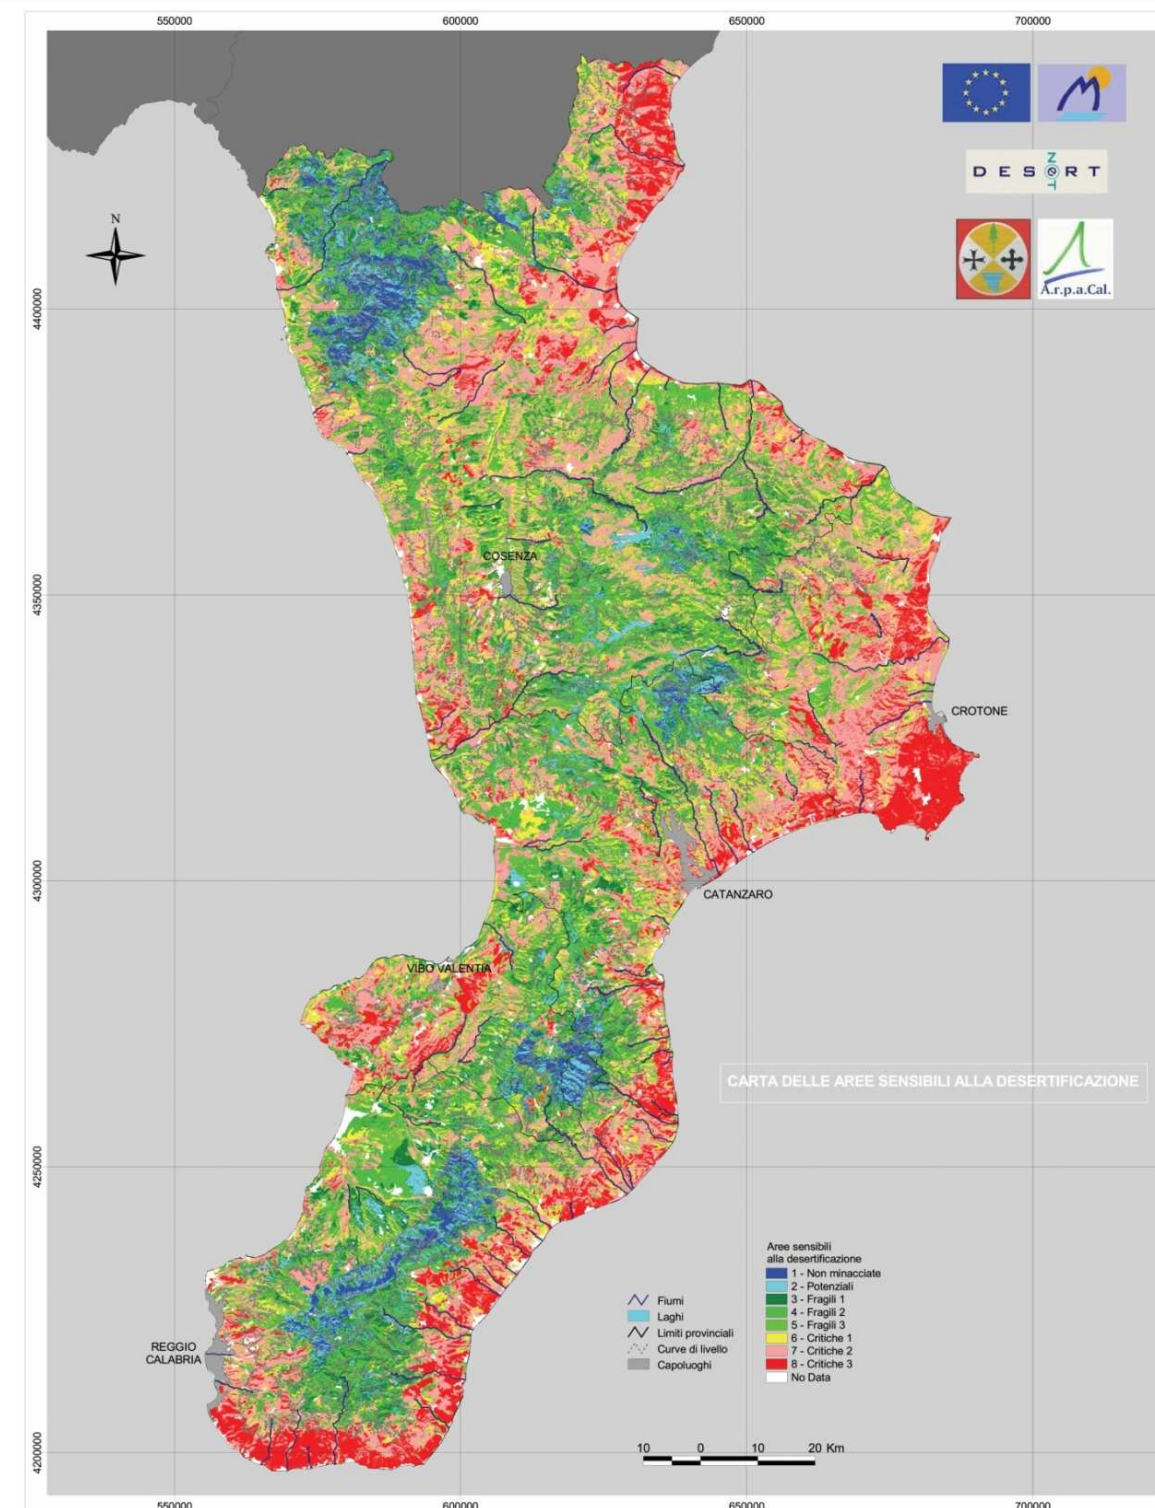 550000
600000
650000
700000
N
Z
D E S @ R T
T
A.r.p.a.Cal.
4400000
COSENZA
4350000
CROTONE
CATANZARO
4300000
VIBO VALENTIA
CARTA DELLE AREE SENSIBILI ALLA DESERTIFICAZIONE
4250000
REGGIO
CALABRIA
Fiumi
Laghi
Limiti provinciali
Curve di livello
Capoluoghi
Aree sensibili
alla desertificazione
1 - Non minacciate
2 - Potenziali
3 - Fragili 1
4 - Fragili 2
5 - Fragili 3
6 - Critiche 1
7 - Critiche 2
8 - Critiche 3
No Data
10 0 10 20 Km
4200000
550000
600000
650000
700000